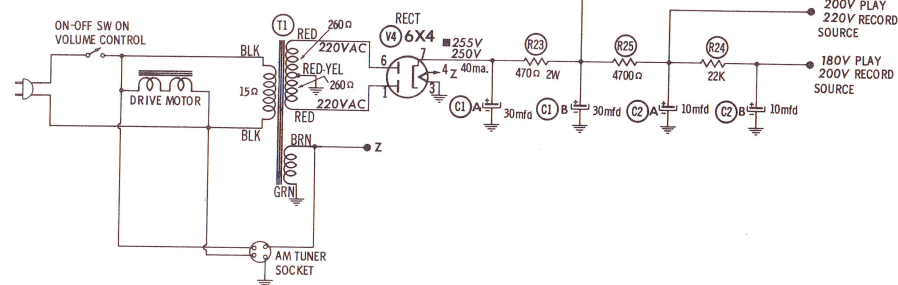 ON-OFF SW ON
VOLUME CONTROL
BLK
DRIVE MOTOR
15Ω
BLK
T1
RED
260Ω
220VAC
RED-YEL
260Ω
220VAC
RED
BRN
Z
GRN
AM TUNER
SOCKET
RECT
V4 6X4
6
7
1
4 Z
3
■255V
250V
40ma.
R23
470Ω 2W
R25
4700Ω
R24
22K
C1 A
30mfd
C1 B
30mfd
C2 A
10mfd
C2 B
10mfd
200V PLAY
220V RECORD
SOURCE
180V PLAY
200V RECORD
SOURCE